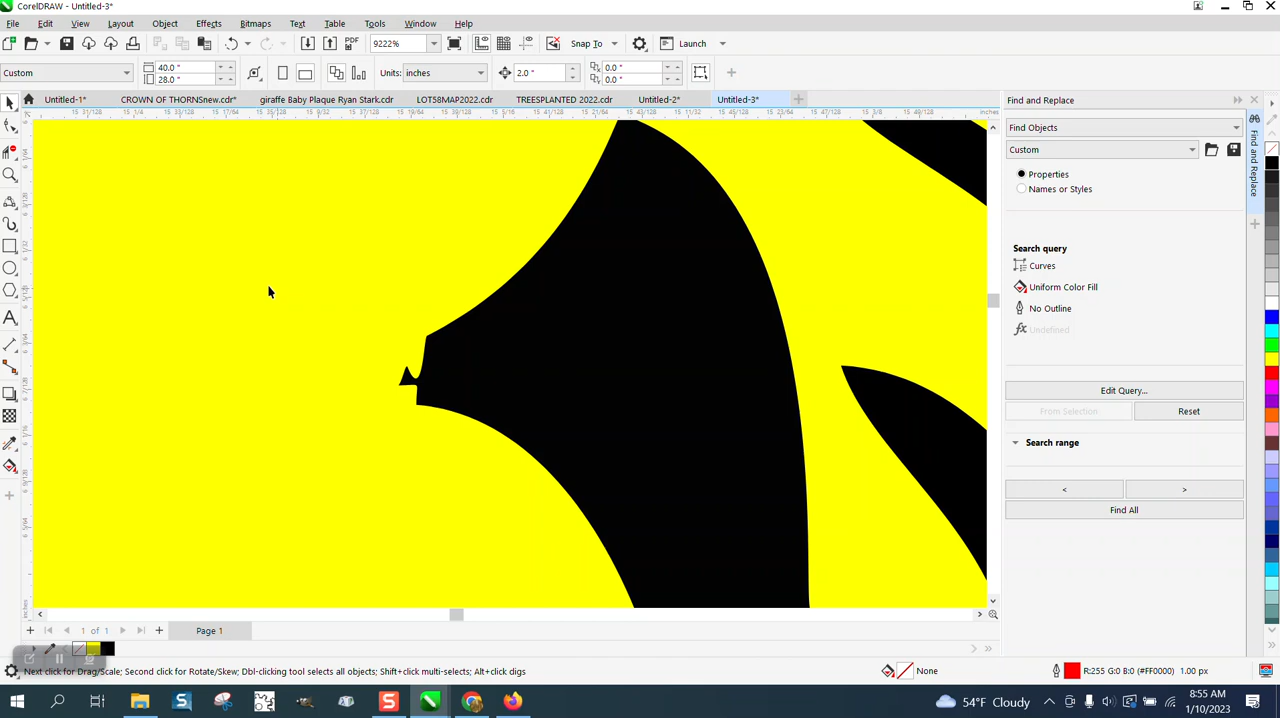 CorelDRAW - Untitled-3*
File Edit View Layout Object Effects Bitmaps Text Table Tools Window Help
PDF 9222% Snap To Launch
Custom 40.0 " 28.0 " Units: inches 2.0 " 0.0 " 0.0 "
Untitled-1* CROWN OF THORNSnew.cdr* giraffe Baby Plaque Ryan Stark.cdr LOT58MAP2022.cdr TREESPLANTED 2022.cdr Untitled-2* Untitled-3*
inches
Find and Replace
Find Objects
Custom
Properties
Names or Styles
Find and Replace
Search query
Curves
Uniform Color Fill
No Outline
Undefined
Edit Query...
From Selection Reset
Search range
< >
Find All
1 of 1 Page 1
Next click for Drag/Scale; Second click for Rotate/Skew; Dbl-clicking tool selects all objects; Shift+click multi-selects; Alt+click digs
None R:255 G:0 B:0 (#FF0000) 1.00 px
54°F Cloudy 8:55 AM
1/10/2023